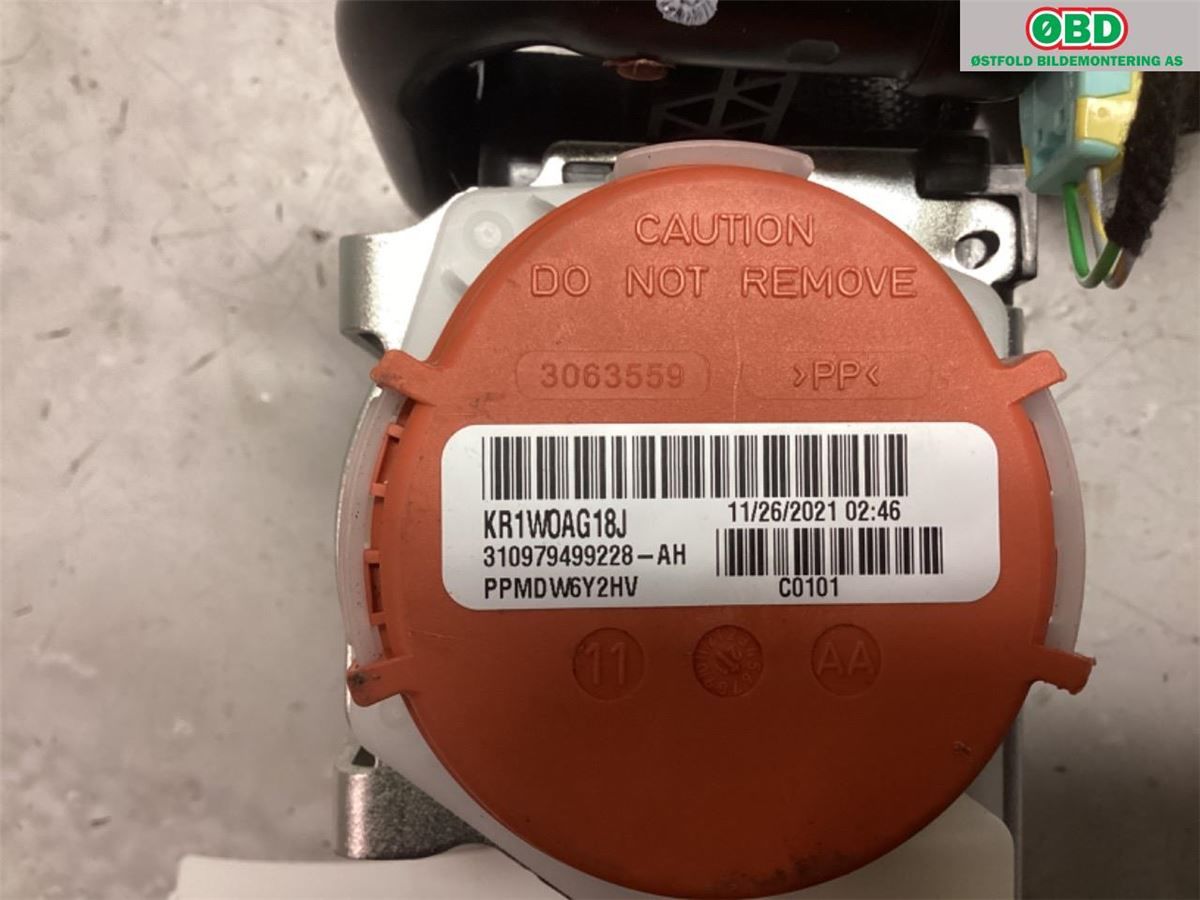 ØBD
ØSTFOLD BILDEMONTERING AS
CAUTION
DO NOT REMOVE
3063559 >PP<
KR1W0AG18J 11/26/2021 02:46
310979499228-AH
PPMDW6Y2HV C0101
11 21 AA